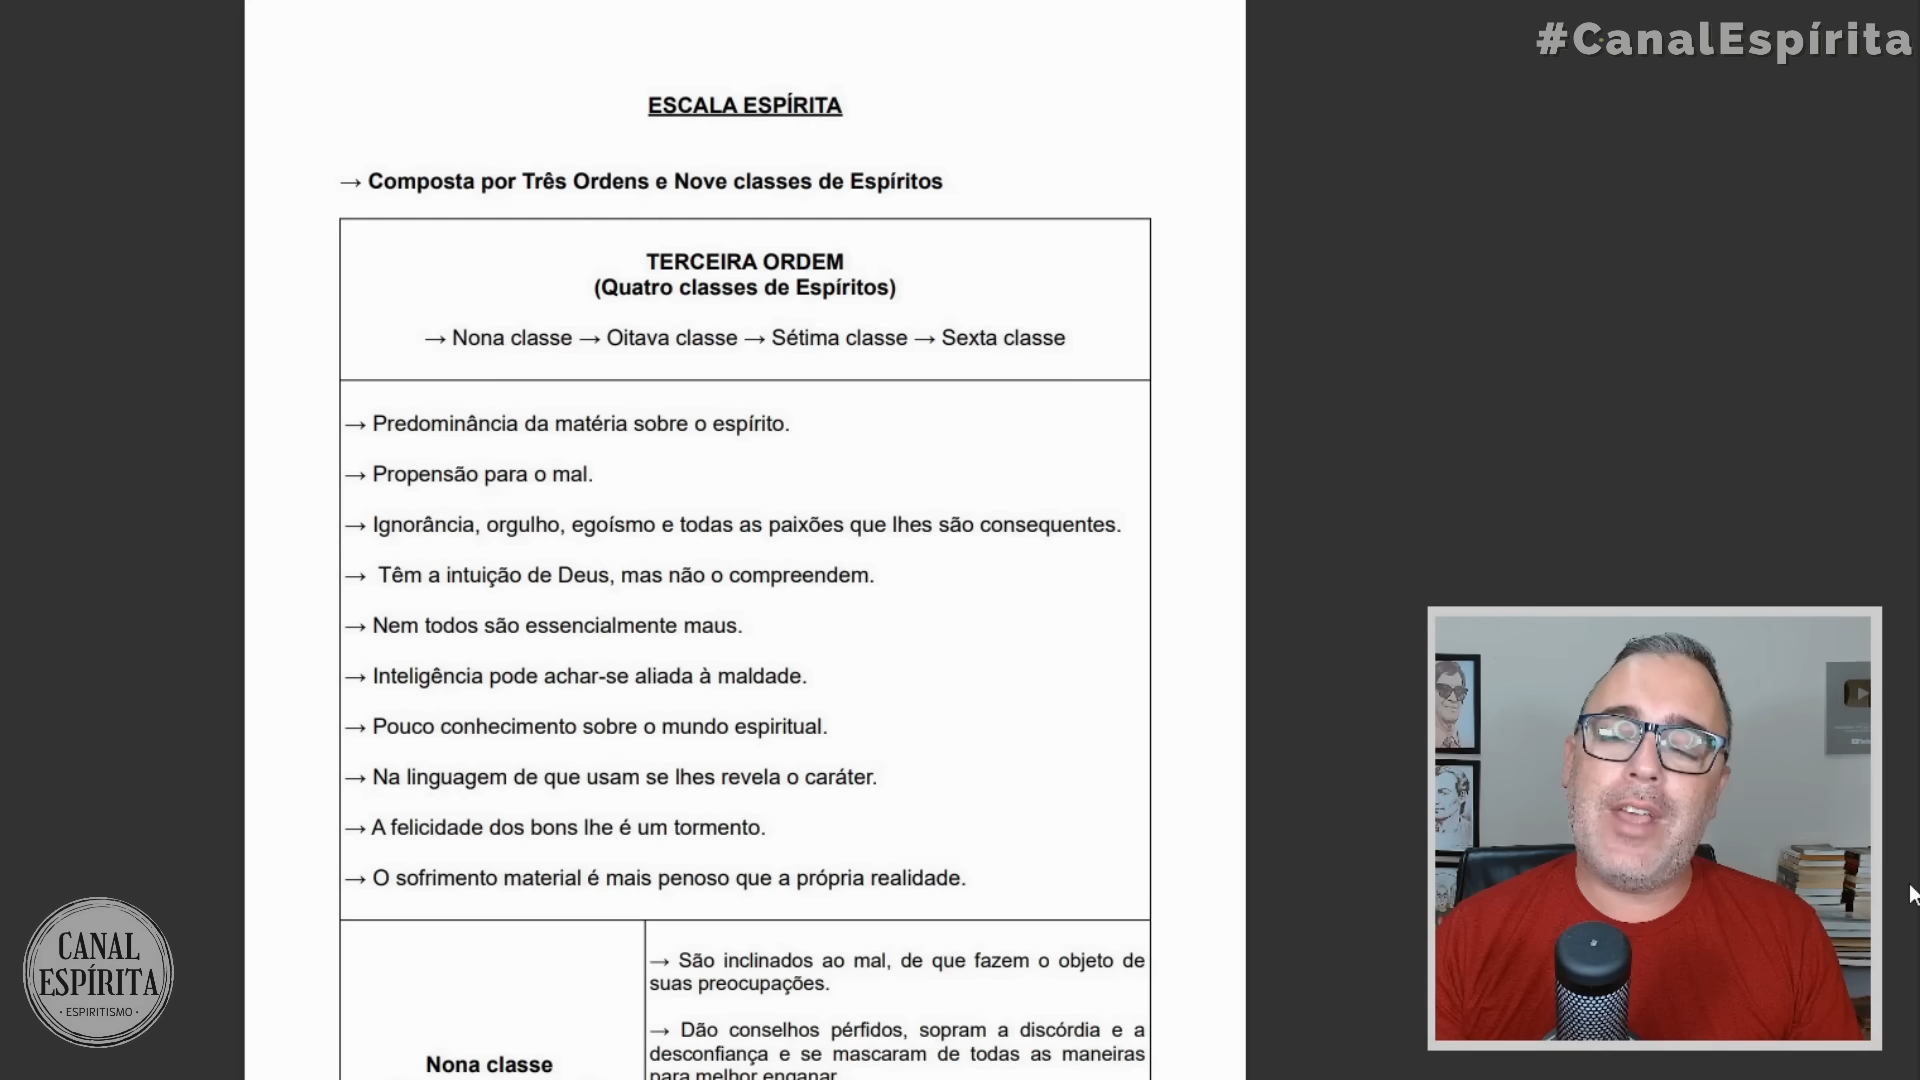 #CanalEspírita
ESCALA ESPÍRITA
→ Composta por Três Ordens e Nove classes de Espíritos
TERCEIRA ORDEM
(Quatro classes de Espíritos)
→ Nona classe → Oitava classe → Sétima classe → Sexta classe
→ Predominância da matéria sobre o espírito.
→ Propensão para o mal.
→ Ignorância, orgulho, egoísmo e todas as paixões que lhes são consequentes.
→ Têm a intuição de Deus, mas não o compreendem.
→ Nem todos são essencialmente maus.
→ Inteligência pode achar-se aliada à maldade.
→ Pouco conhecimento sobre o mundo espiritual.
→ Na linguagem de que usam se lhes revela o caráter.
→ A felicidade dos bons lhe é um tormento.
→ O sofrimento material é mais penoso que a própria realidade.
Nona classe
→ São inclinados ao mal, de que fazem o objeto de
suas preocupações.
→ Dão conselhos pérfidos, sopram a discórdia e a
desconfiança e se mascaram de todas as maneiras
para melhor enganar.
CANAL
ESPÍRITA
· ESPIRITISMO ·